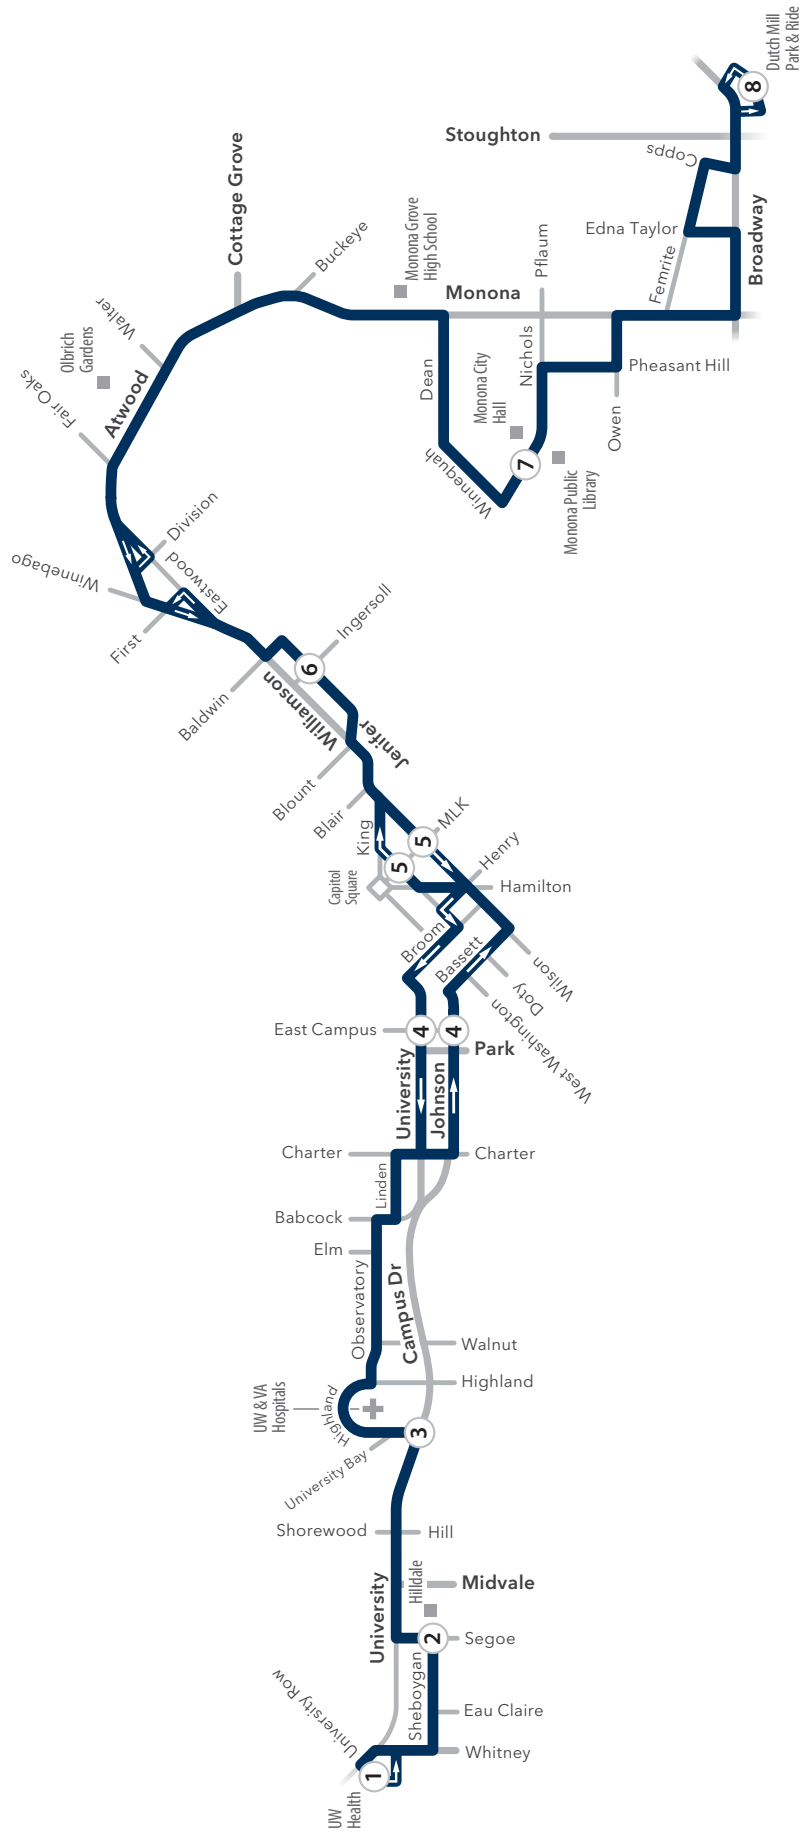 Dutch Mill
Park & Ride
8
Stoughton
Copps
Cottage Grove
Buckeye
Monona Grove
High School
Edna Taylor
Broadway
Pflaum
Femrite
Monona
Walter
Olbrich
Gardens
Fair Oaks
Atwood
Dean
Nichols
Monona City
Hall
Pheasant Hill
Owen
Winnequah
7
Monona Public
Library
Division
Winnebago
Eastwood
First
Ingersoll
6
Baldwin
Williamson
Jenifer
Blount
Blair
King
MLK
5
5
Capitol
Square
Henry
Hamilton
Broom
Bassett
Wilson
Doty
West Washington
East Campus
4
4
Park
University
Johnson
Charter
Charter
Linden
Babcock
Elm
Observatory
Campus Dr
Walnut
Highland
UW & VA
Hospitals
Highland
3
University Bay
Shorewood
Hill
Hilldale
Midvale
University
2
Segoe
University Row
Sheboygan
Eau Claire
Whitney
1
UW
Health